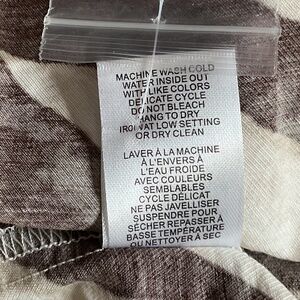 MACHINE WASH COLD
WATER INSIDE OUT
WITH LIKE COLORS
DELICATE CYCLE
DO NOT BLEACH
HANG TO DRY
IRON AT LOW SETTING
OR DRY CLEAN
LAVER À LA MACHINE
À L'ENVERS À
L'EAU FROIDE
AVEC COULEURS
SEMBLABLES
CYCLE DÉLICAT
NE PAS JAVELLISER
SUSPENDRE POUR
SÉCHER REPASSER À
BASSE TEMPÉRATURE
OU NETTOYER À SEC